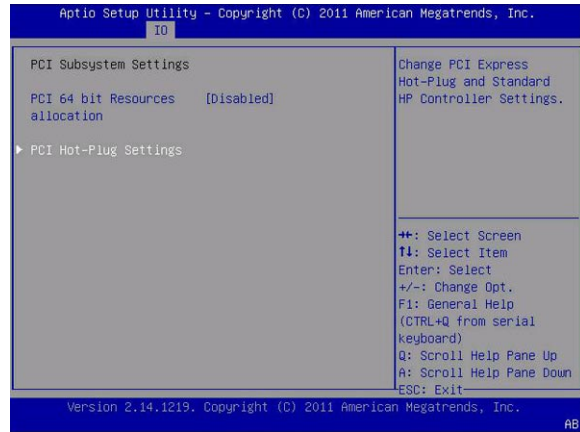 Aptio Setup Utility – Copyright (C) 2011 American Megatrends, Inc.
IO
PCI Subsystem Settings
PCI 64 bit Resources [Disabled]
allocation
PCI Hot-Plug Settings
Change PCI Express
Hot-Plug and Standard
HP Controller Settings.
→←: Select Screen
↑↓: Select Item
Enter: Select
+/-: Change Opt.
F1: General Help
(CTRL+Q from serial
keyboard)
Q: Scroll Help Pane Up
A: Scroll Help Pane Down
ESC: Exit
Version 2.14.1219. Copyright (C) 2011 American Megatrends, Inc.
AB